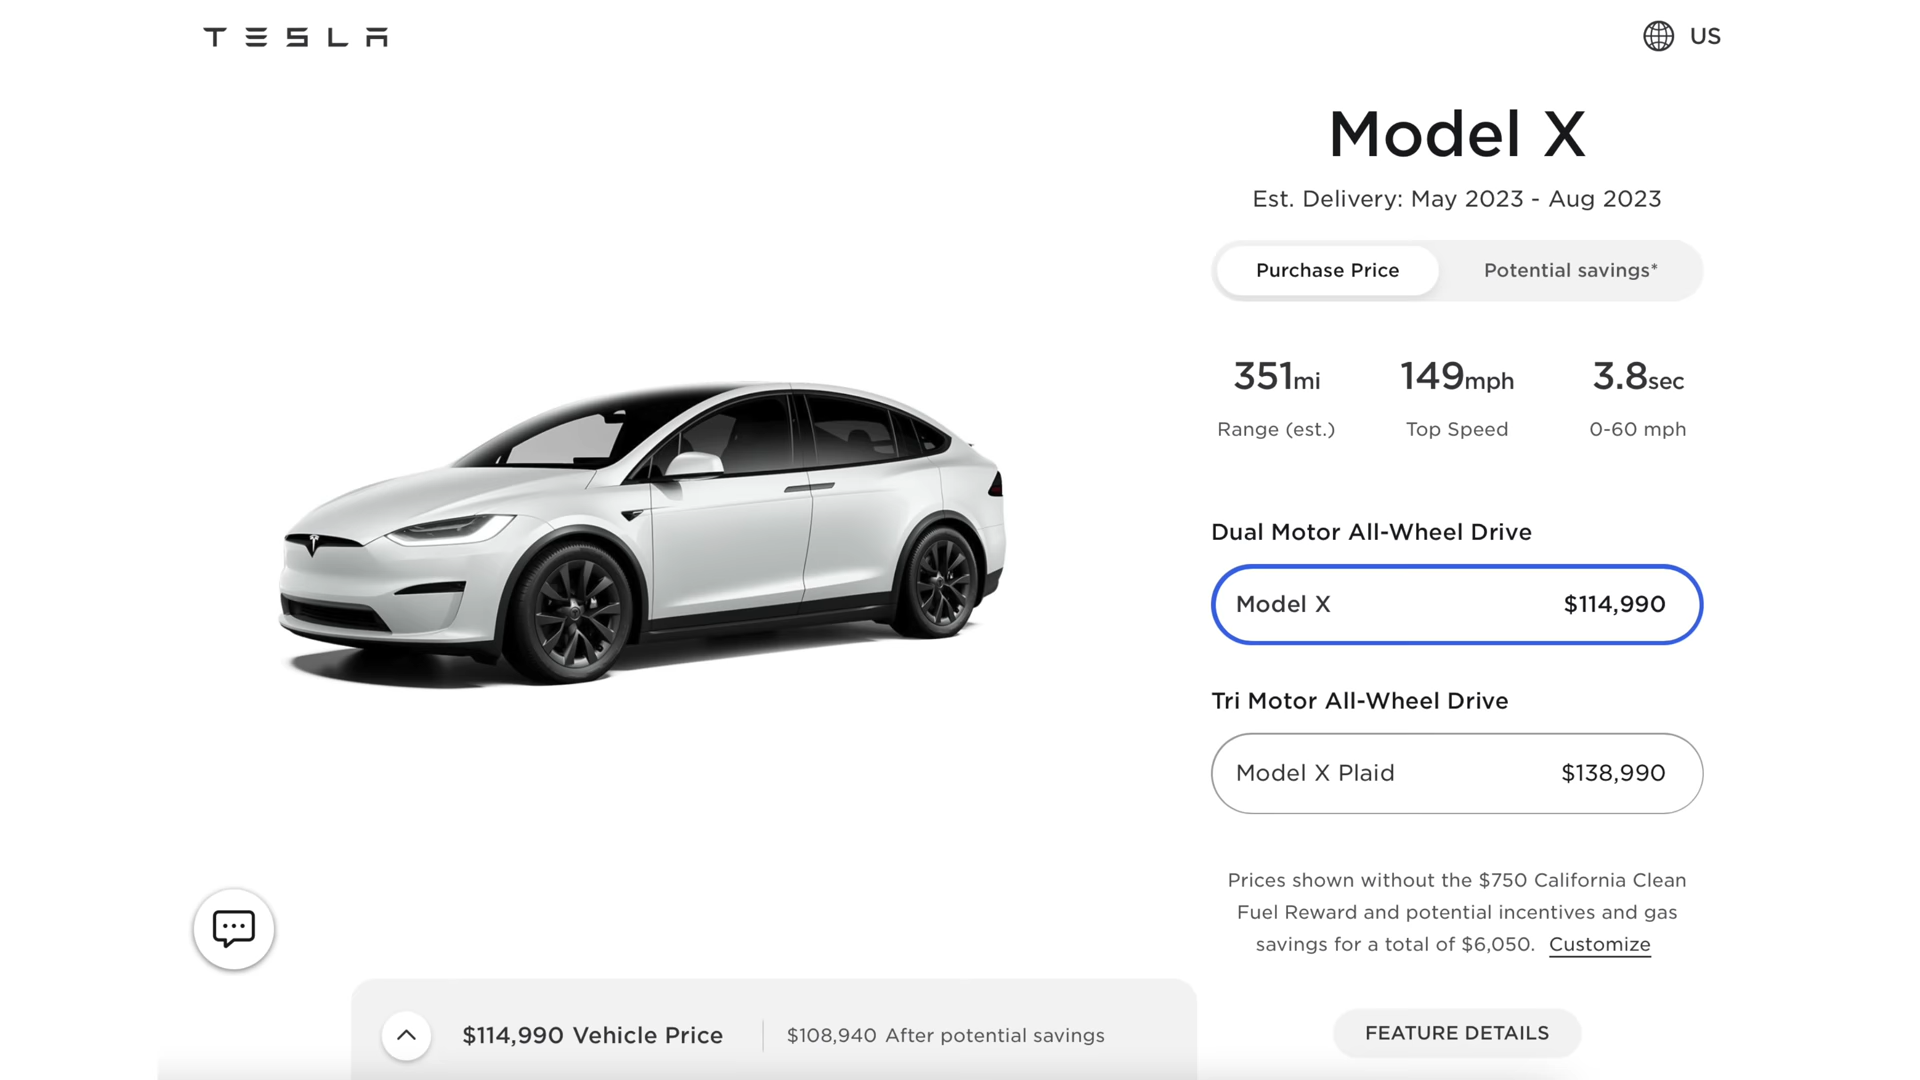 TESLA
US
Model X
Est. Delivery: May 2023 - Aug 2023
Purchase Price
Potential savings*
351mi
149mph
3.8sec
Range (est.)
Top Speed
0-60 mph
Dual Motor All-Wheel Drive
Model X $114,990
Tri Motor All-Wheel Drive
Model X Plaid $138,990
Prices shown without the $750 California Clean
Fuel Reward and potential incentives and gas
savings for a total of $6,050. Customize
$114,990 Vehicle Price
$108,940 After potential savings
FEATURE DETAILS